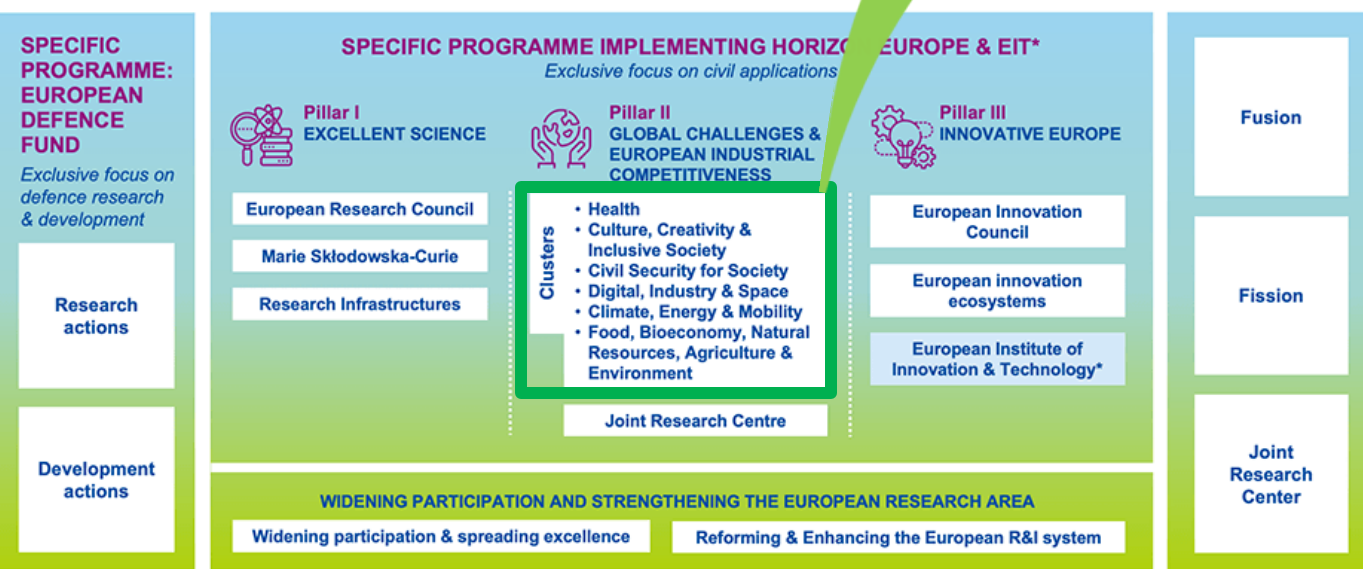 SPECIFIC
PROGRAMME:
EUROPEAN
DEFENCE
FUND
Exclusive focus on
defence research
& development
Research
actions
Development
actions
SPECIFIC PROGRAMME IMPLEMENTING HORIZO EUROPE & EIT*
Exclusive focus on civil applications
Pillar I
EXCELLENT SCIENCE
European Research Council
Marie Skłodowska-Curie
Research Infrastructures
Pillar II
GLOBAL CHALLENGES &
EUROPEAN INDUSTRIAL
COMPETITIVENESS
Clusters
• Health
• Culture, Creativity &
Inclusive Society
• Civil Security for Society
• Digital, Industry & Space
• Climate, Energy & Mobility
• Food, Bioeconomy, Natural
Resources, Agriculture &
Environment
Joint Research Centre
Pillar III
INNOVATIVE EUROPE
European Innovation
Council
European innovation
ecosystems
European Institute of
Innovation & Technology*
WIDENING PARTICIPATION AND STRENGTHENING THE EUROPEAN RESEARCH AREA
Widening participation & spreading excellence
Reforming & Enhancing the European R&I system
Fusion
Fission
Joint
Research
Center